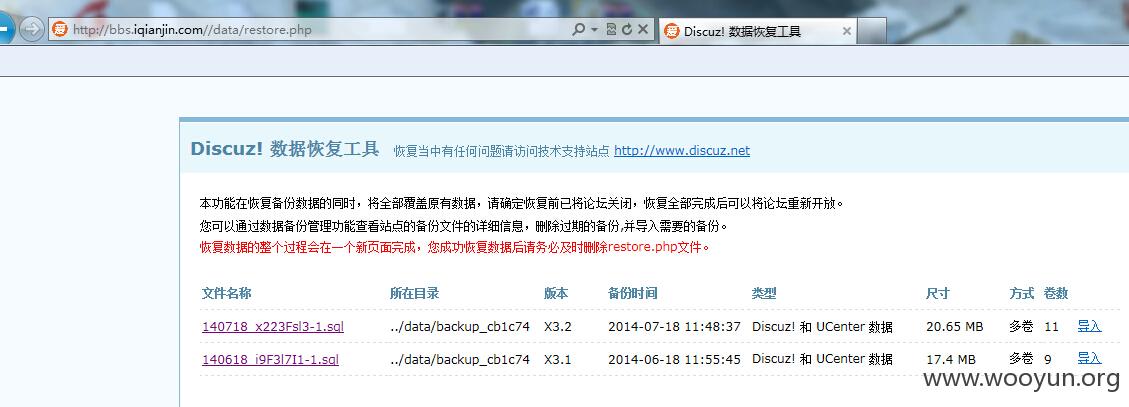 http://bbs.iqianjin.com//data/restore.php
Discuz! 数据恢复工具
Discuz! 数据恢复工具 恢复当中有任何问题请访问技术支持站点 http://www.discuz.net
本功能在恢复备份数据的同时，将全部覆盖原有数据，请确定恢复前已将论坛关闭，恢复全部完成后可以将论坛重新开放。
您可以通过数据备份管理功能查看站点的备份文件的详细信息，删除过期的备份,并导入需要的备份。
恢复数据的整个过程会在一个新页面完成，您成功恢复数据后请务必及时删除restore.php文件。
文件名称 所在目录 版本 备份时间 类型 尺寸 方式 卷数
140718_x223Fsl3-1.sql ../data/backup_cb1c74 X3.2 2014-07-18 11:48:37 Discuz! 和 UCenter 数据 20.65 MB 多卷 11 导入
140618_i9F3l7I1-1.sql ../data/backup_cb1c74 X3.1 2014-06-18 11:55:45 Discuz! 和 UCenter 数据 17.4 MB 多卷 9 导入
www.wooyun.org